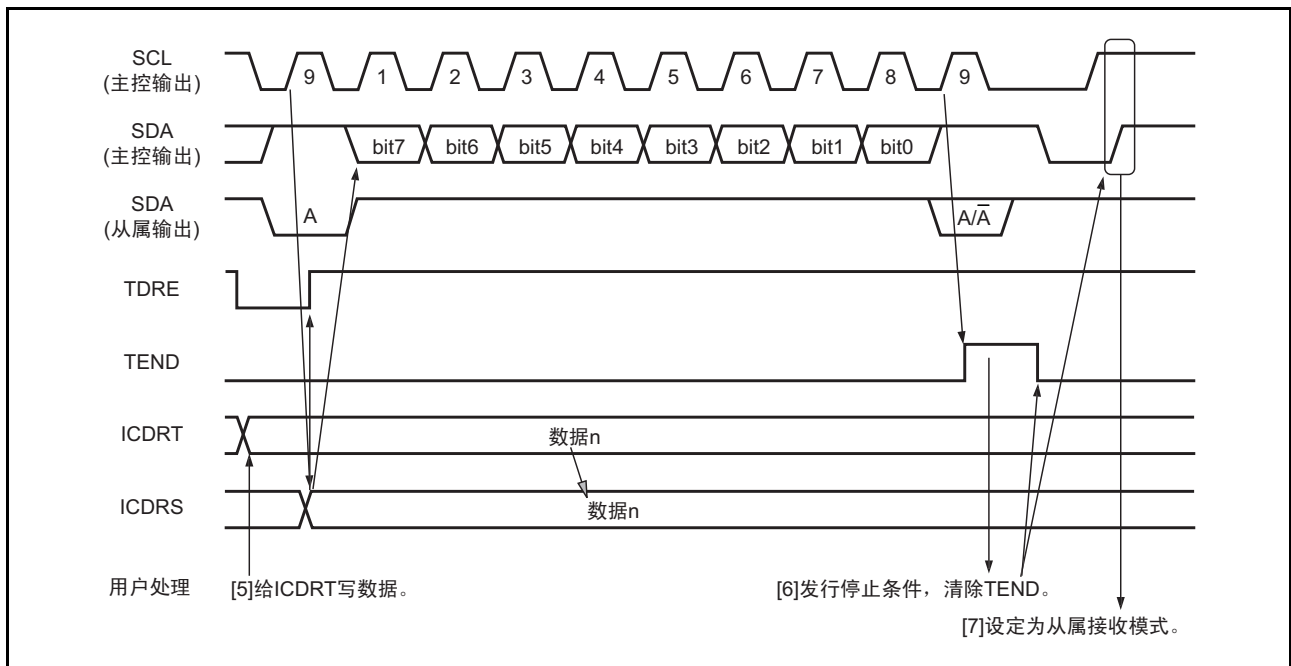 SCL
(主控输出)
9 1 2 3 4 5 6 7 8 9
SDA
(主控输出)
bit7 bit6 bit5 bit4 bit3 bit2 bit1 bit0
SDA
(从属输出)
A A/A̅
TDRE
TEND
ICDRT
数据n
ICDRS
数据n
用户处理 [5]给ICDRT写数据。 [6]发行停止条件，清除TEND。
[7]设定为从属接收模式。